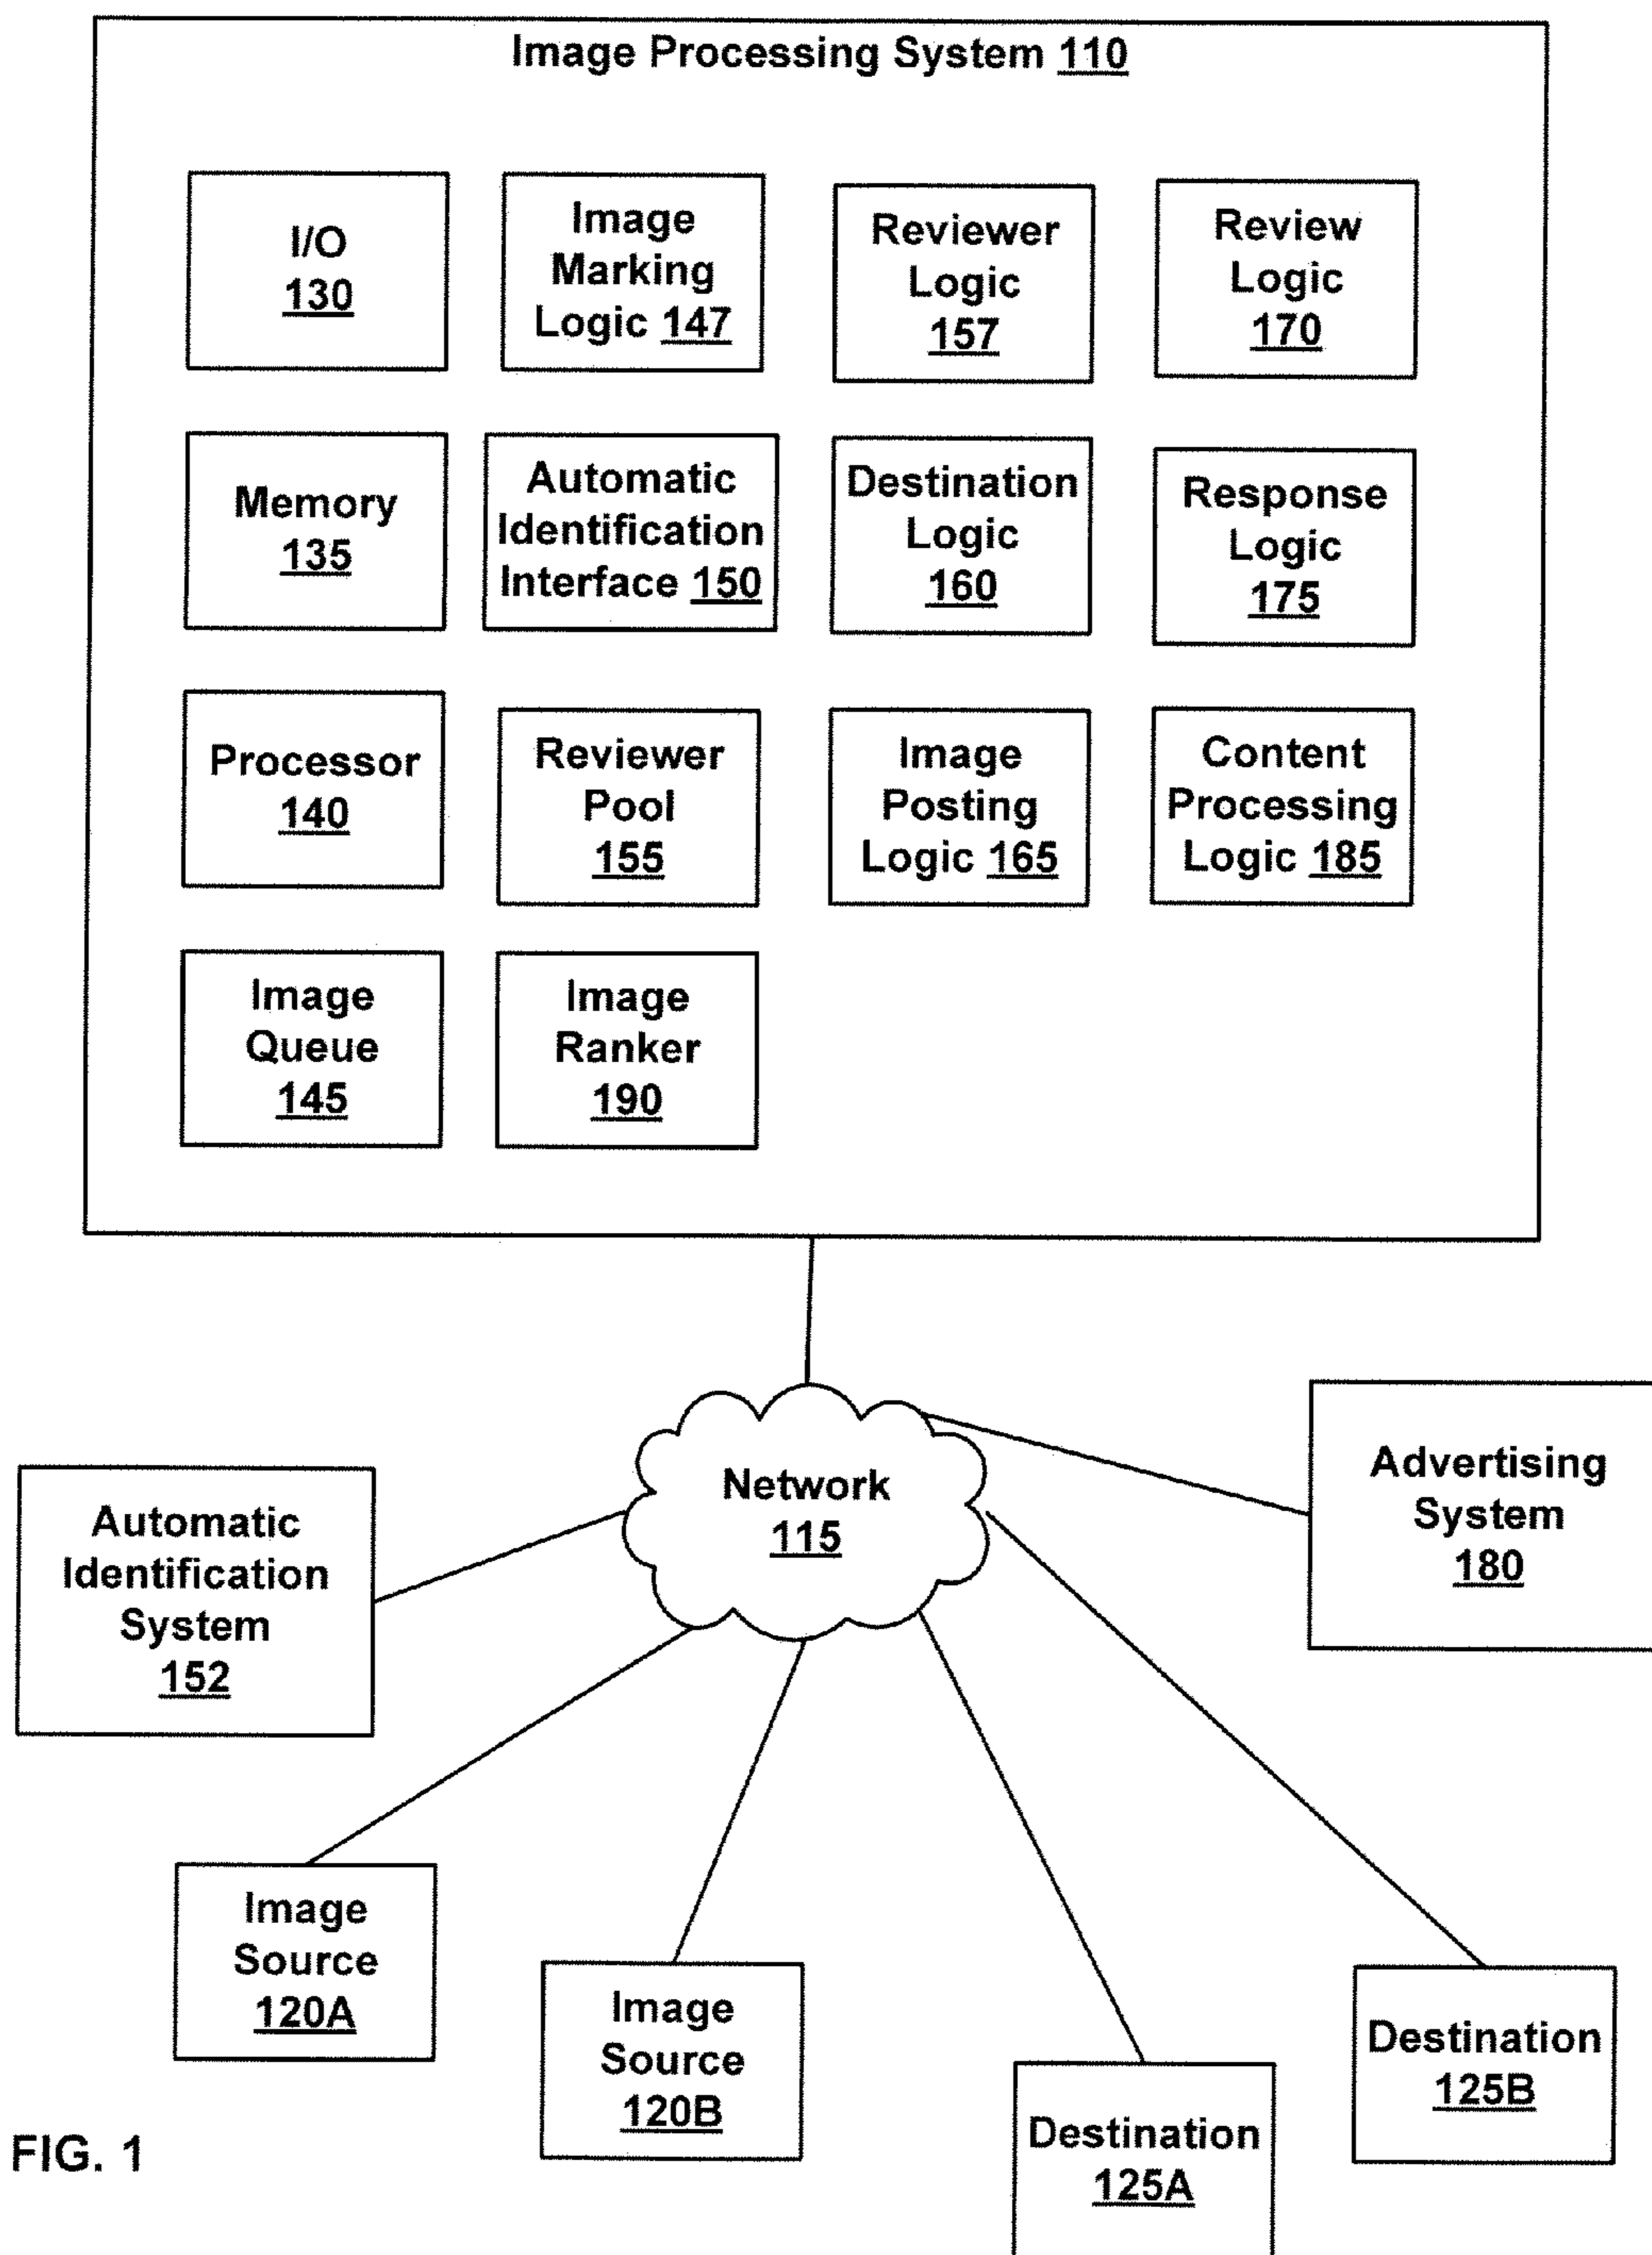 Image Processing System 110
I/O
130
Image
Marking
Logic 147
Reviewer
Logic
157
Review
Logic
170
Memory
135
Automatic
Identification
Interface 150
Destination
Logic
160
Response
Logic
175
Processor
140
Reviewer
Pool
155
Image
Posting
Logic 165
Content
Processing
Logic 185
Image
Queue
145
Image
Ranker
190
Network
115
Advertising
System
180
Automatic
Identification
System
152
Image
Source
120A
Image
Source
120B
Destination
125A
Destination
125B
FIG. 1